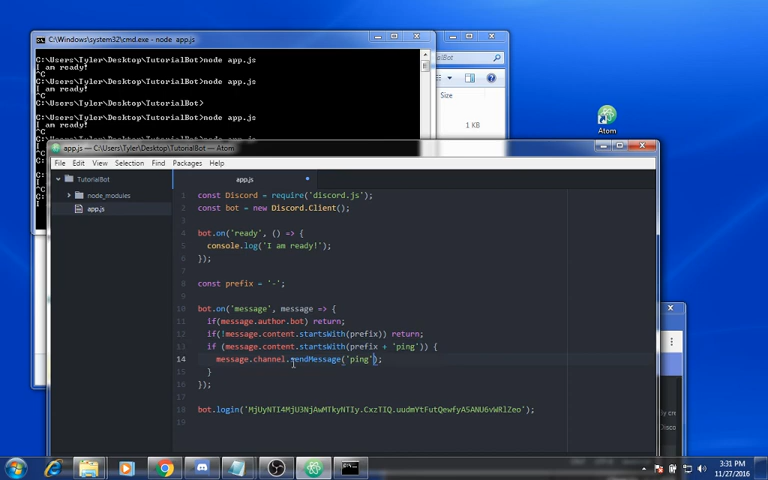 C:\Windows\system32\cmd.exe - node app.js
C:\Users\Tyler\Desktop\TutorialBot>node app.js
I am ready!
^C
C:\Users\Tyler\Desktop\TutorialBot>node app.js
I am ready!
^C
C:\Users\Tyler\Desktop\TutorialBot>
C:\Users\Tyler\Desktop\TutorialBot>node app.js
I am ready!
^C
Size
1 KB
Atom
app.js — C:\Users\Tyler\Desktop\TutorialBot — Atom
File Edit View Selection Find Packages Help
TutorialBot
node_modules
app.js
app.js
1 const Discord = require('discord.js');
2 const bot = new Discord.Client();
3
4 bot.on('ready', () => {
5 console.log('I am ready!');
6 });
7
8 const prefix = '-';
9
10 bot.on('message', message => {
11 if(message.author.bot) return;
12 if(!message.content.startsWith(prefix)) return;
13 if (message.content.startsWith(prefix + 'ping')) {
14 message.channel.sendMessage('ping');
15 }
16 });
17
18 bot.login('');
19
3:31 PM
11/27/2016